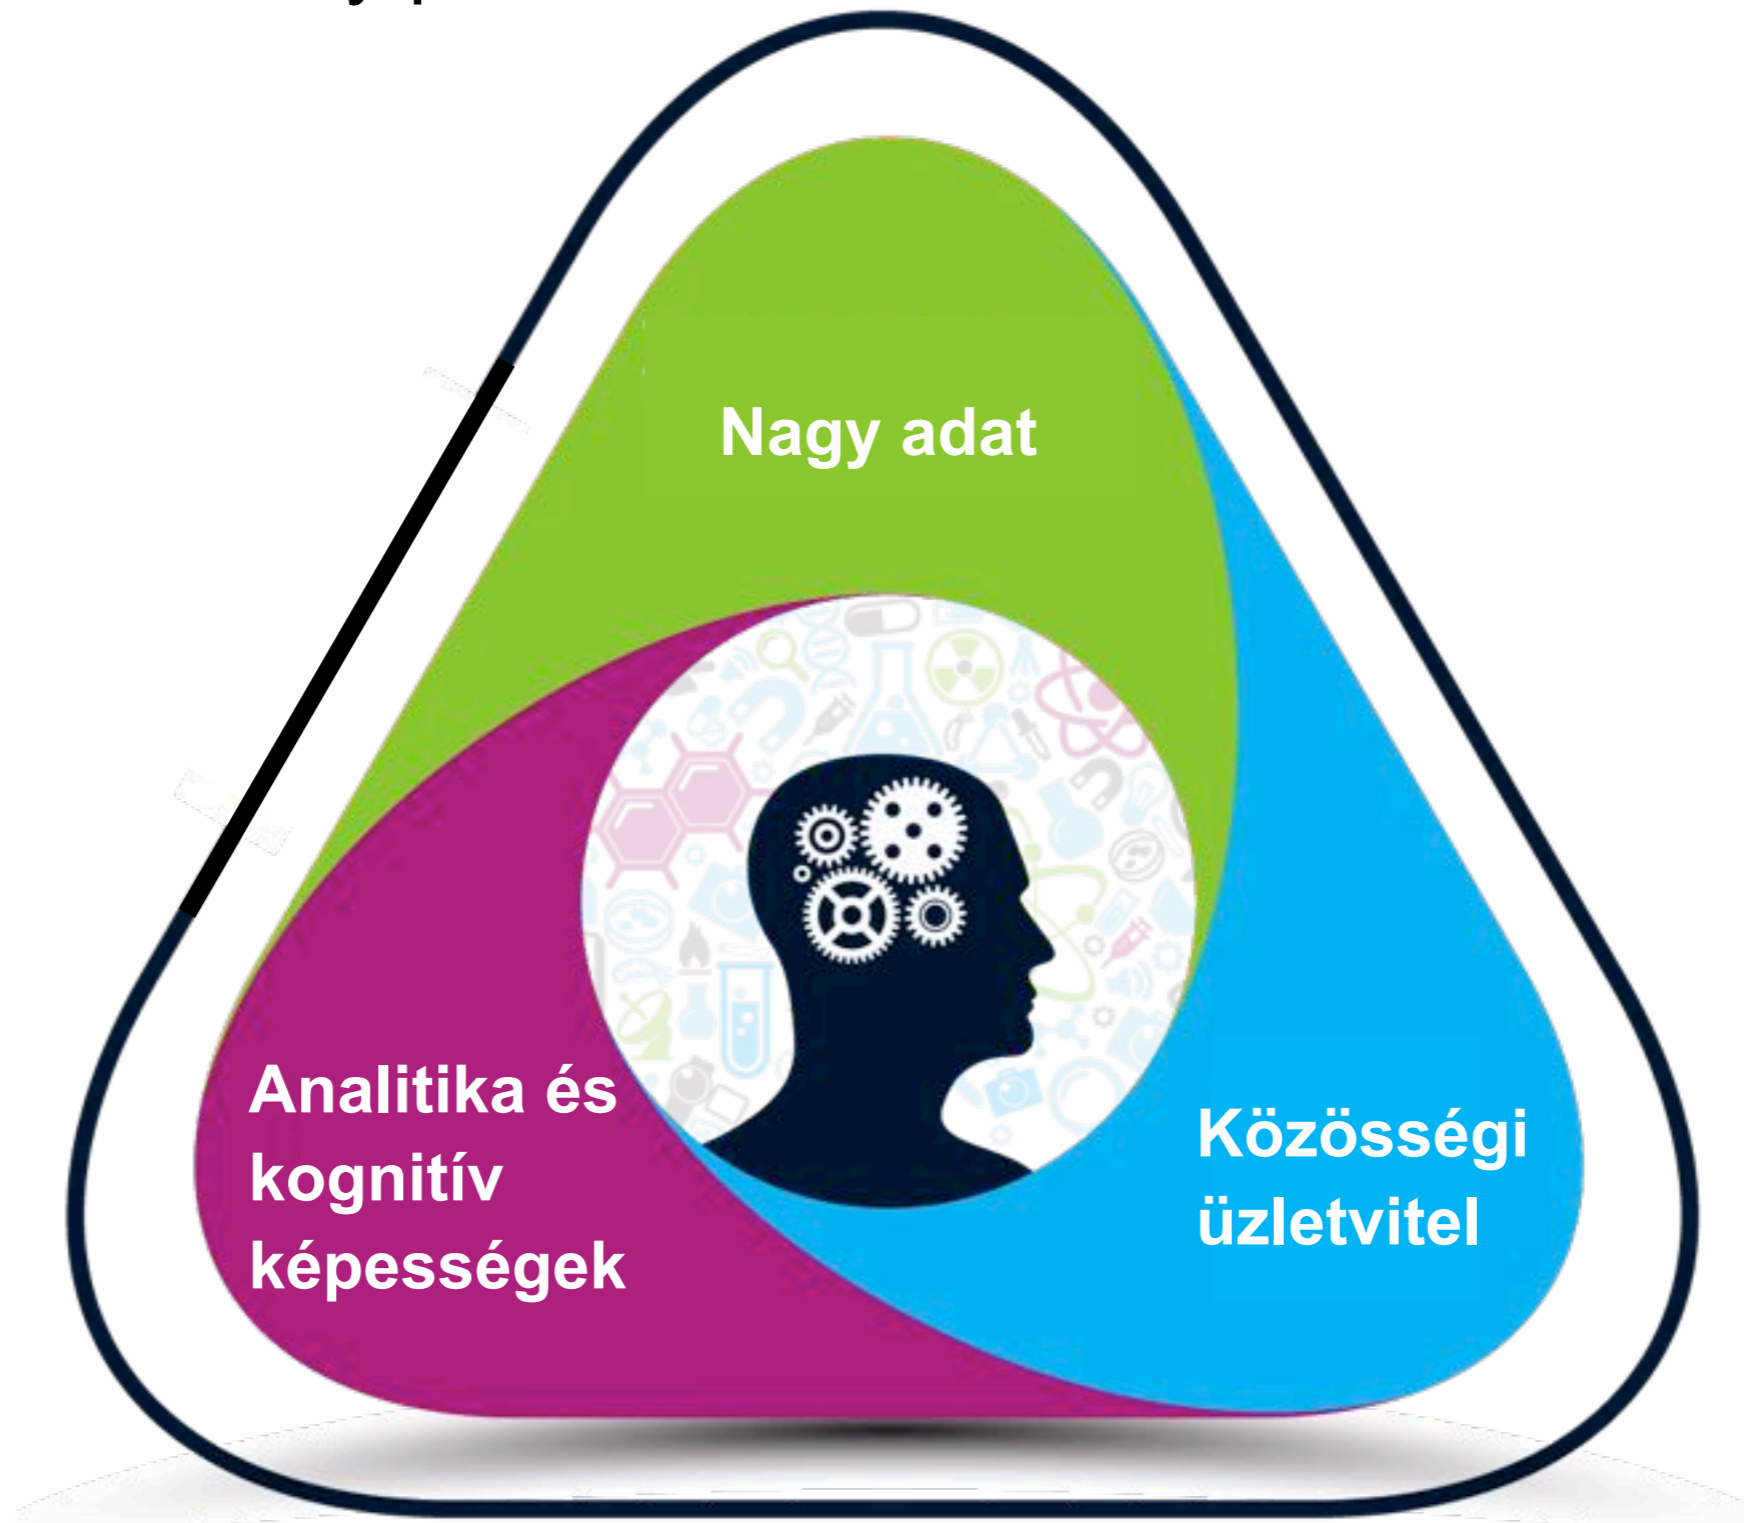 Nagy adat
Analitika és
kognitív
képességek
Közösségi
üzletvitel